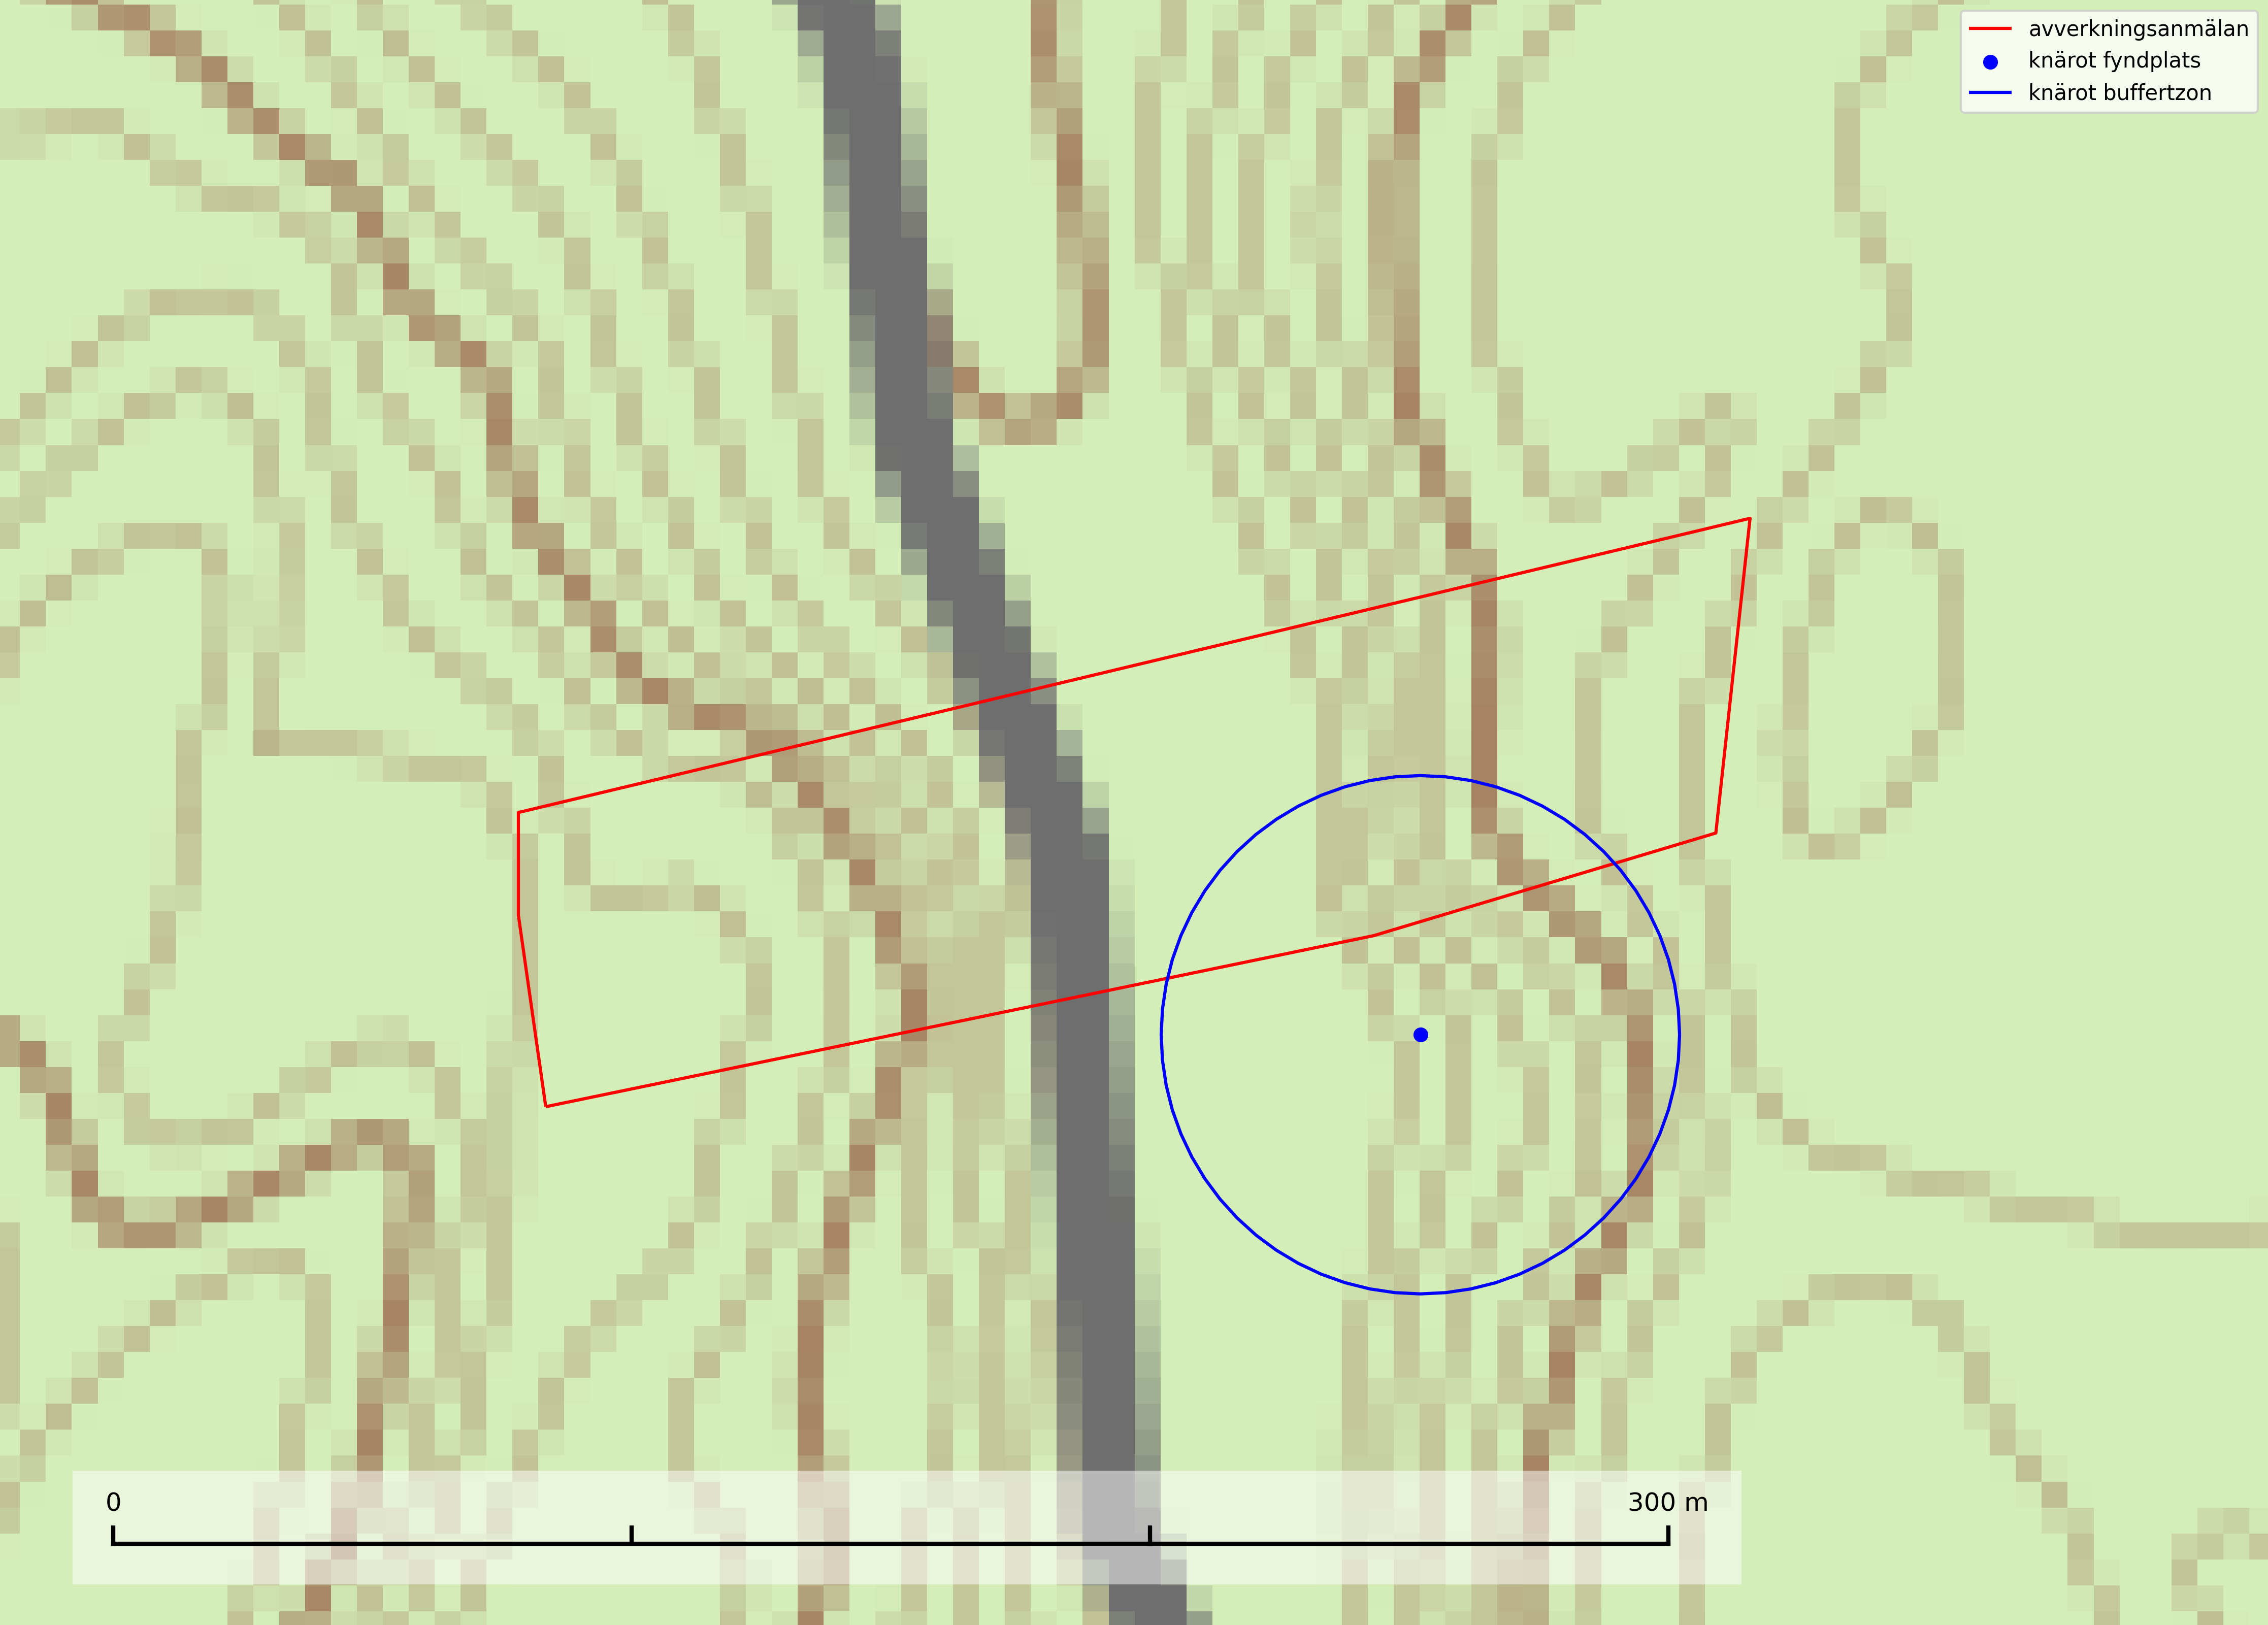 avverkningsanmälan
knärot fyndplats
knärot buffertzon
0 300 m